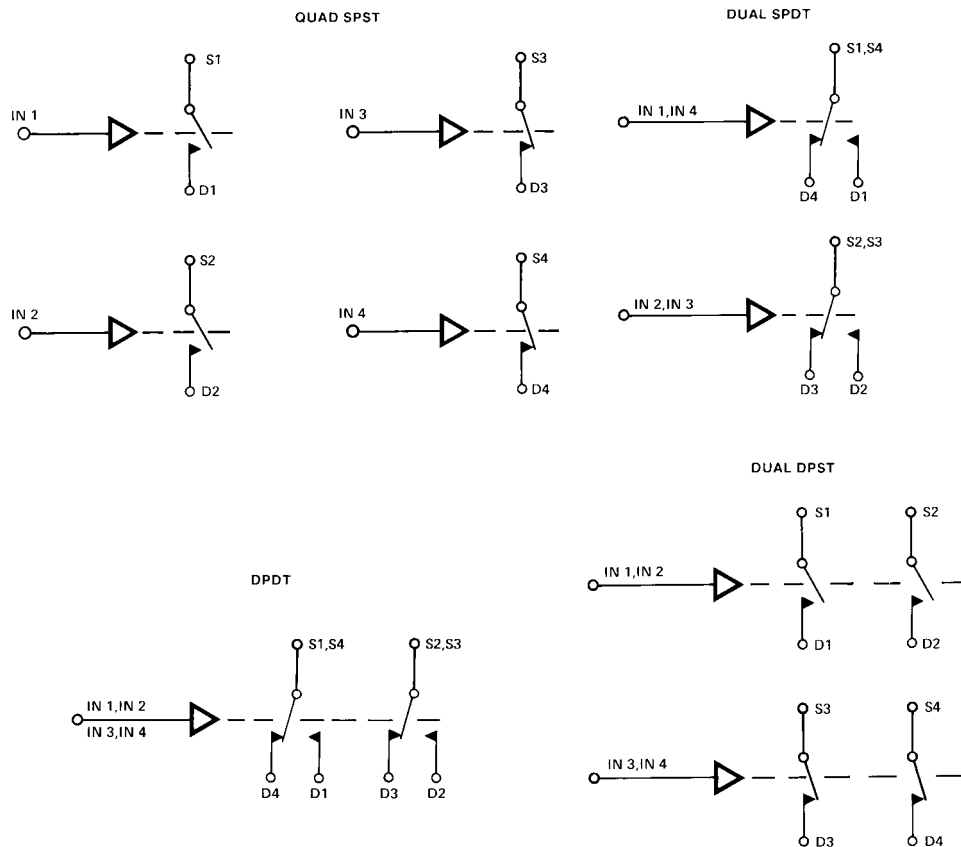 QUAD SPST
DUAL SPDT
S1
IN 1
D1
S3
IN 3
D3
S1,S4
IN 1,IN 4
D4
D1
S2
IN 2
D2
S4
IN 4
D4
S2,S3
IN 2,IN 3
D3
D2
DPDT
S1,S4
S2,S3
IN 1,IN 2
IN 3,IN 4
D4
D1
D3
D2
DUAL DPST
S1
S2
IN 1,IN 2
D1
D2
S3
S4
IN 3,IN 4
D3
D4